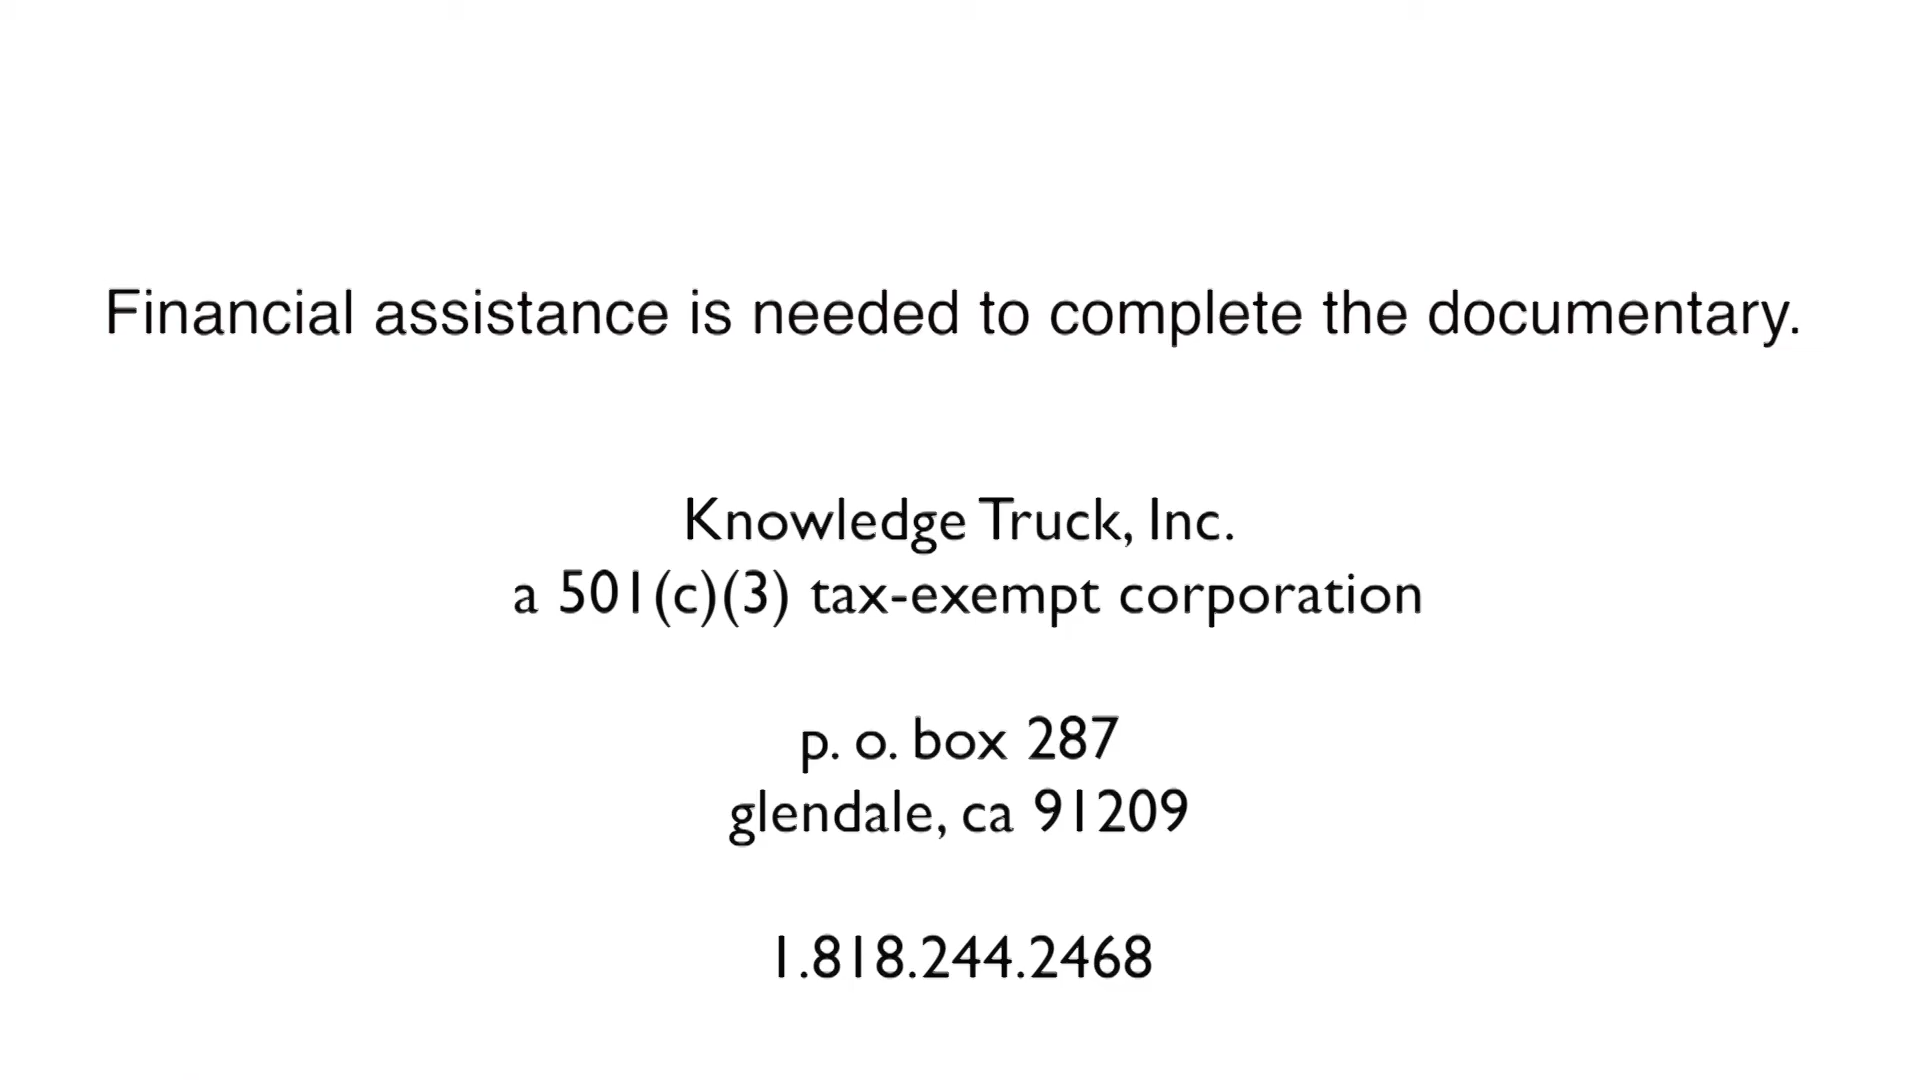 Financial assistance is needed to complete the documentary.
Knowledge Truck, Inc.
a 501(c)(3) tax-exempt corporation
p. o. box 287
glendale, ca 91209
1.818.244.2468